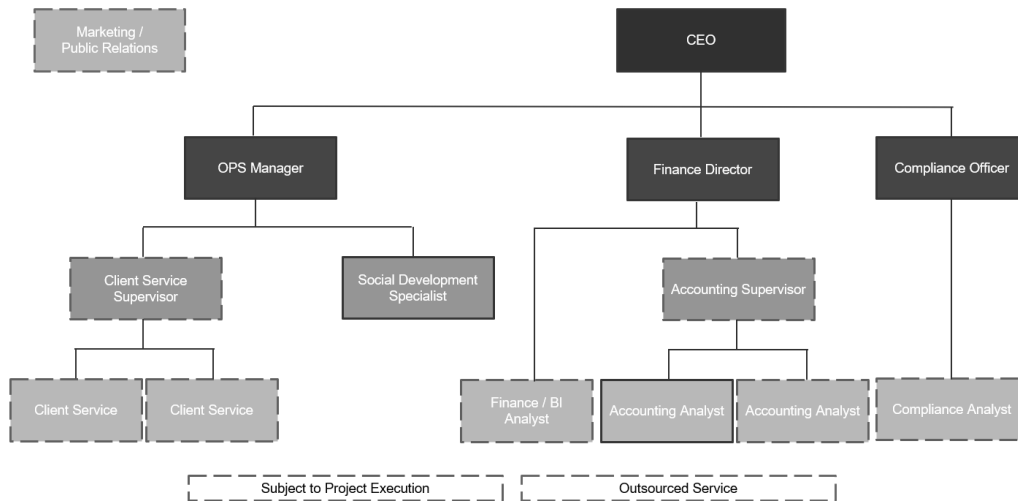 Marketing /
Public Relations
CEO
OPS Manager
Finance Director
Compliance Officer
Client Service
Supervisor
Social Development
Specialist
Accounting Supervisor
Client Service
Client Service
Finance / BI
Analyst
Accounting Analyst
Accounting Analyst
Compliance Analyst
Subject to Project Execution
Outsourced Service